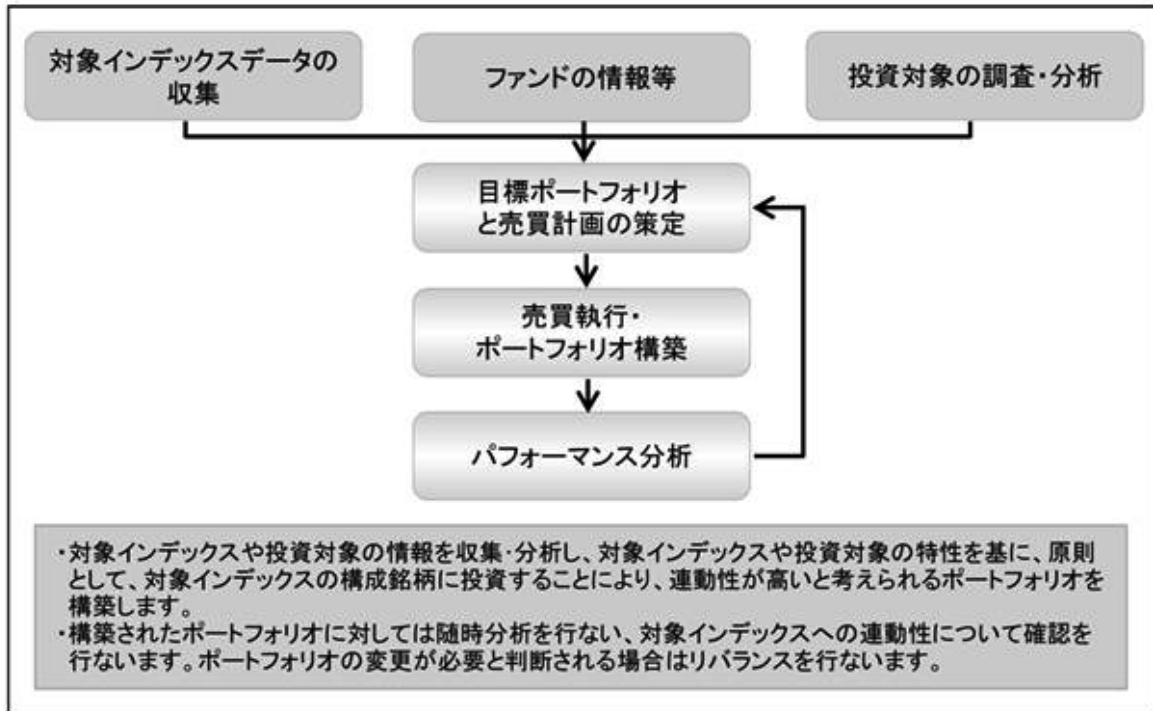 対象インデックスデータの
収集
ファンドの情報等
投資対象の調査・分析
目標ポートフォリオ
と売買計画の策定
売買執行・
ポートフォリオ構築
パフォーマンス分析
・対象インデックスや投資対象の情報を収集・分析し、対象インデックスや投資対象の特性を基に、原則
として、対象インデックスの構成銘柄に投資することにより、連動性が高いと考えられるポートフォリオを
構築します。
・構築されたポートフォリオに対しては随時分析を行ない、対象インデックスへの連動性について確認を
行ないます。ポートフォリオの変更が必要と判断される場合はリバランスを行ないます。